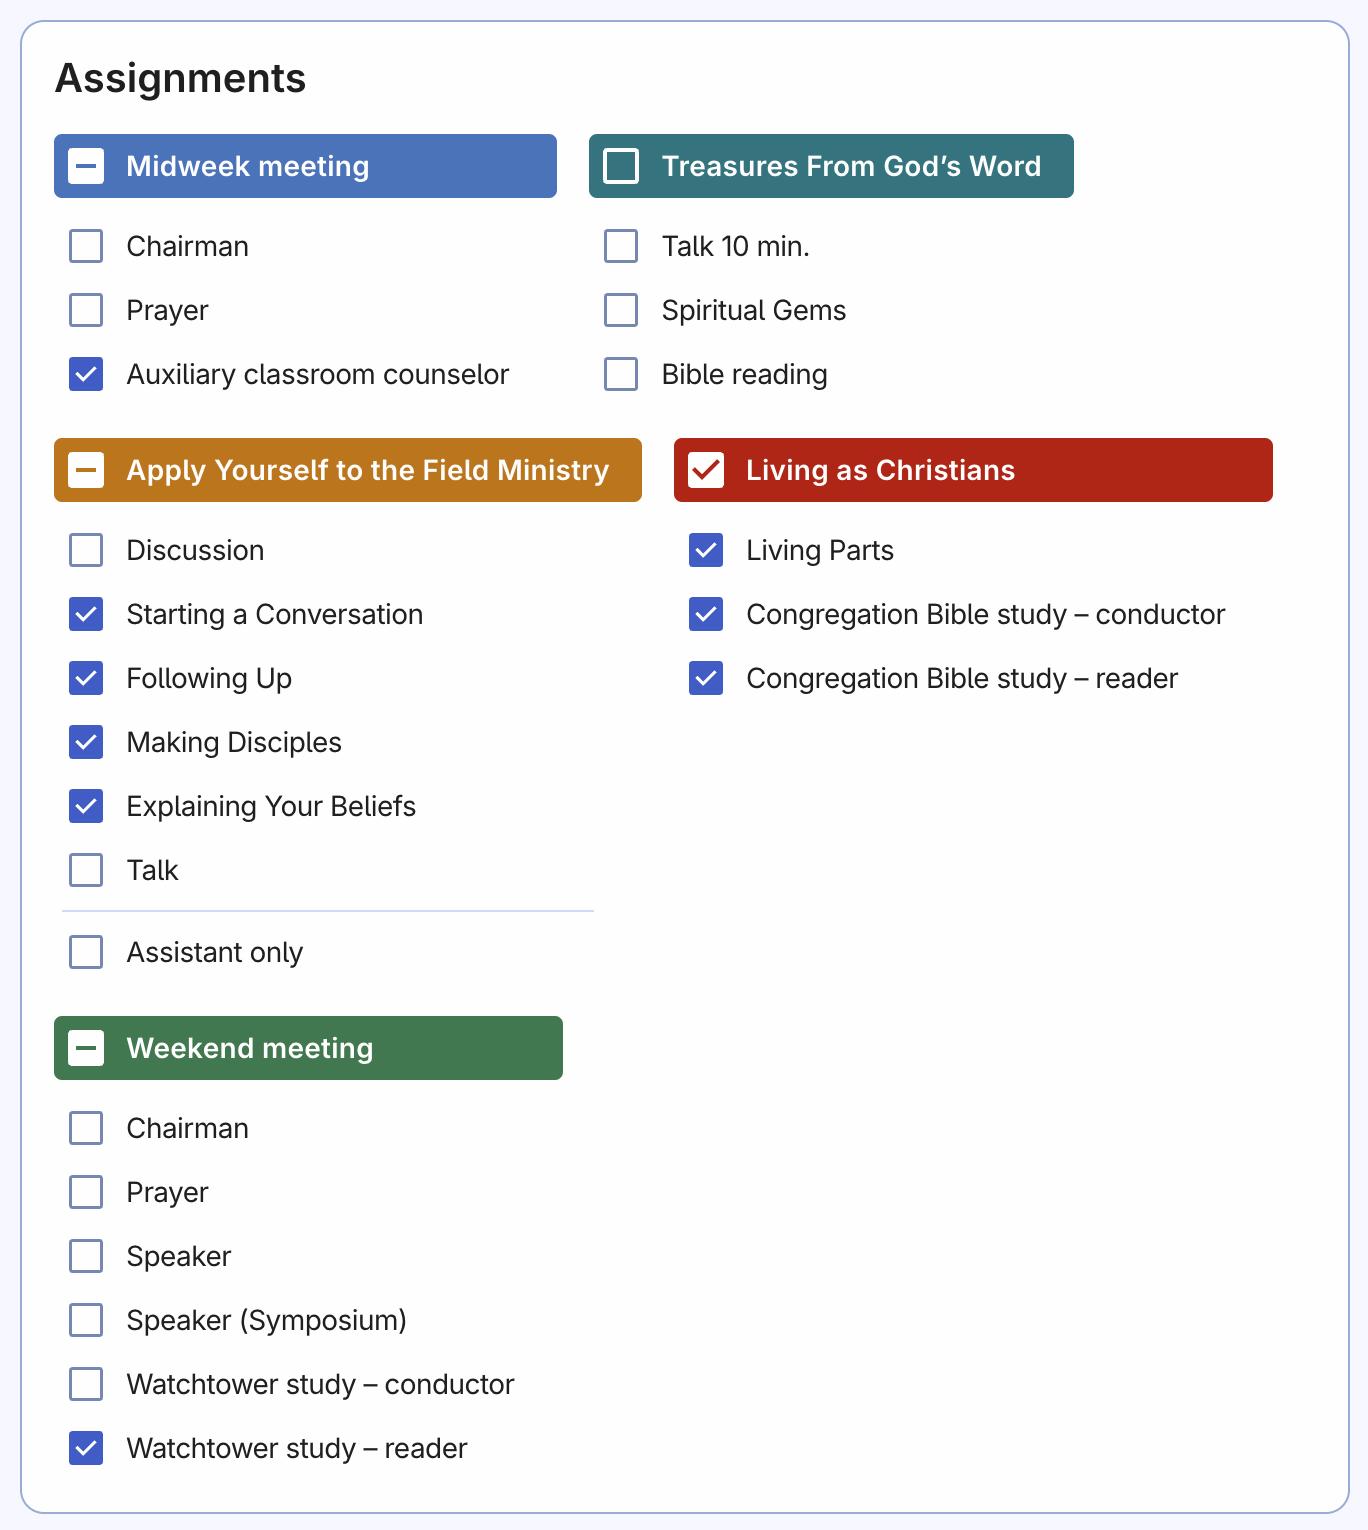 Assignments
Midweek meeting
Chairman
Prayer
Auxiliary classroom counselor
Treasures From God’s Word
Talk 10 min.
Spiritual Gems
Bible reading
Apply Yourself to the Field Ministry
Discussion
Starting a Conversation
Following Up
Making Disciples
Explaining Your Beliefs
Talk
Assistant only
Living as Christians
Living Parts
Congregation Bible study – conductor
Congregation Bible study – reader
Weekend meeting
Chairman
Prayer
Speaker
Speaker (Symposium)
Watchtower study – conductor
Watchtower study – reader